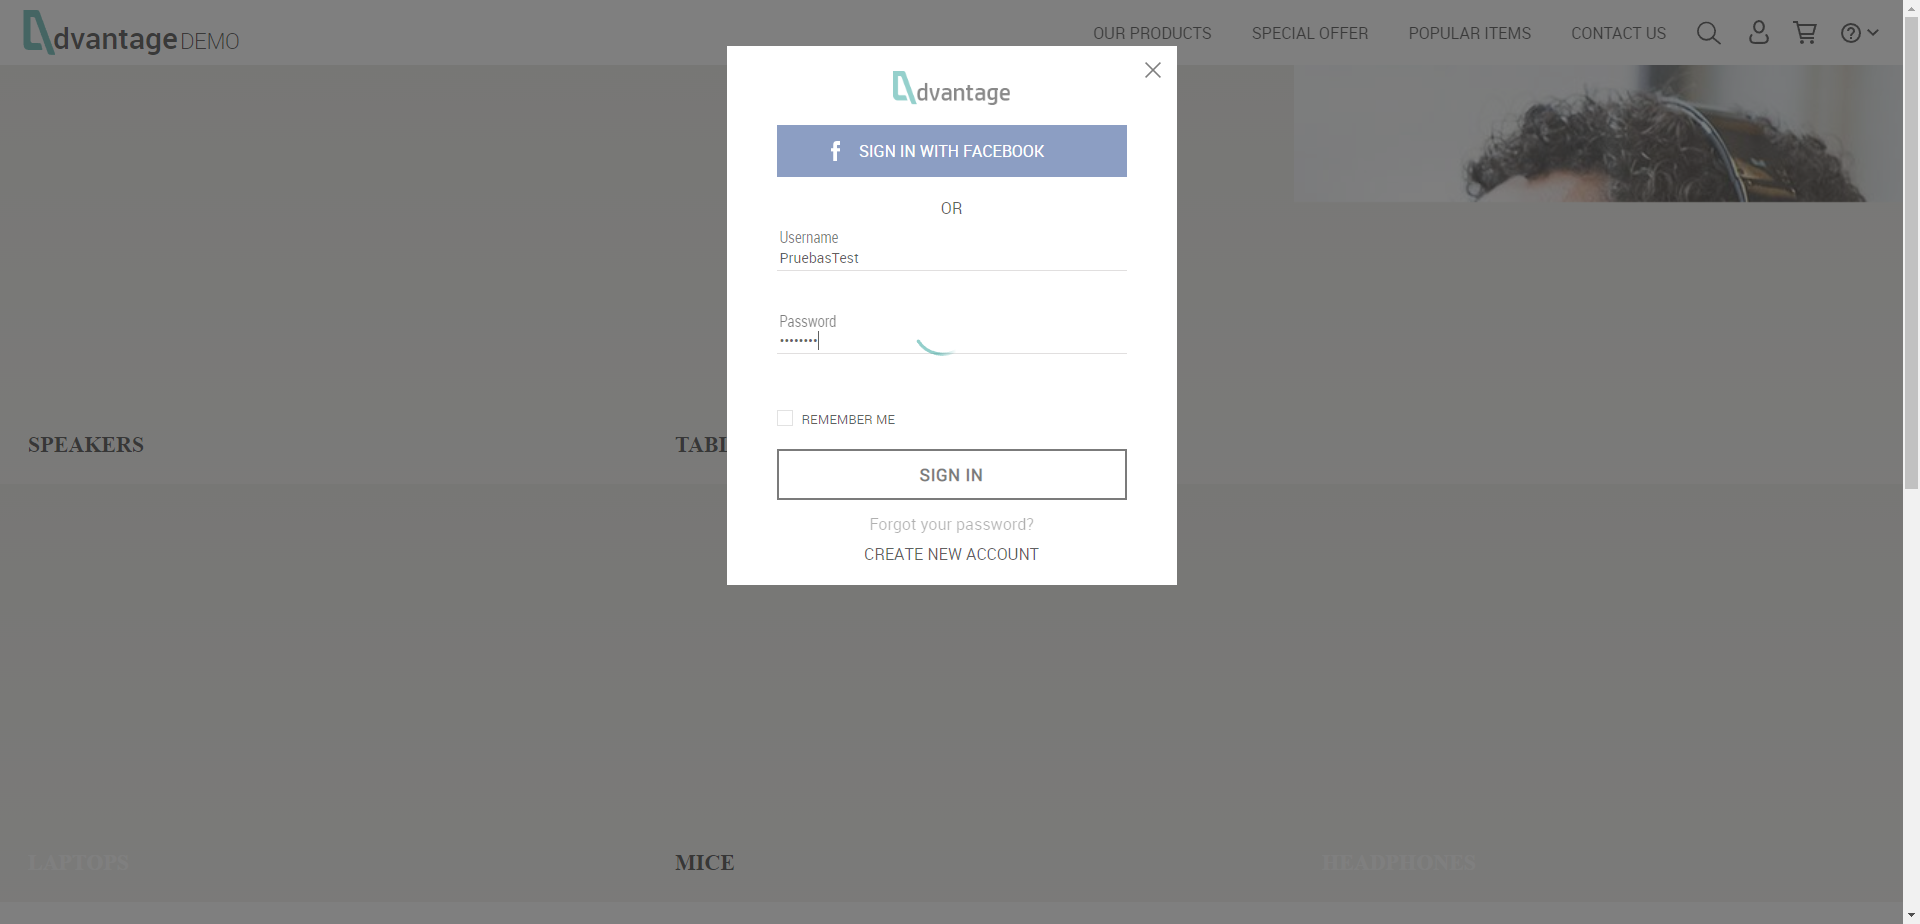 dvantage DEMO
OUR PRODUCTS
SPECIAL OFFER
POPULAR ITEMS
CONTACT US
dvantage
SIGN IN WITH FACEBOOK
OR
Username
PruebasTest
Password
••••••••
REMEMBER ME
SIGN IN
Forgot your password?
CREATE NEW ACCOUNT
SPEAKERS
TABL
LAPTOPS
MICE
HEADPHONES